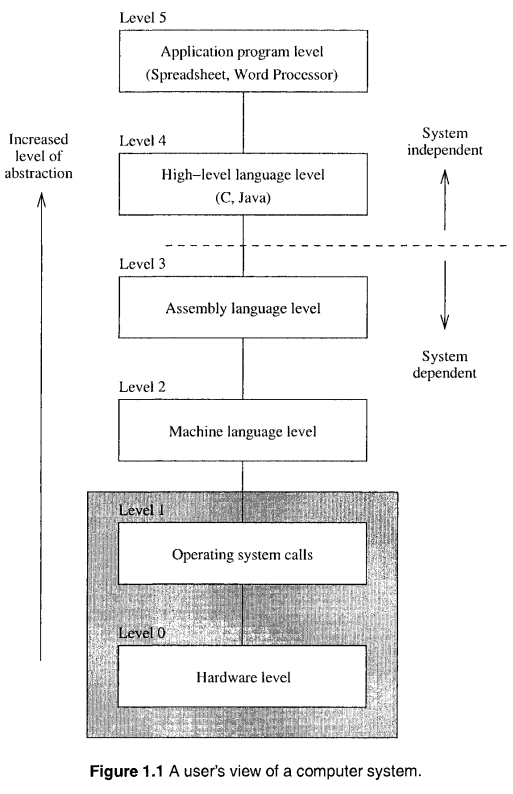 Level 5
Application program level
(Spreadsheet, Word Processor)
Increased
level of
abstraction
Level 4
High–level language level
(C, Java)
System
independent
Level 3
Assembly language level
System
dependent
Level 2
Machine language level
Level 1
Operating system calls
Level 0
Hardware level
Figure 1.1 A user's view of a computer system.